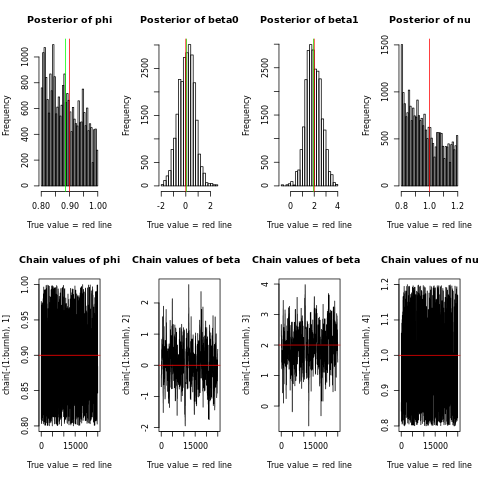 Posterior of phi
Posterior of beta0
Posterior of beta1
Posterior of nu
Frequency
0 200 400 600 800 1000
0.80 0.90 1.00
True value = red line
Frequency
0 500 1500 2500
-2 0 2
True value = red line
Frequency
0 500 1500 2500
0 2 4
True value = red line
Frequency
0 500 1000 1500
0.8 1.0 1.2
True value = red line
Chain values of phi
Chain values of beta
Chain values of beta
Chain values of nu
chain[-(1:burnIn), 1]
0.80 0.85 0.90 0.95 1.00
0 15000
True value = red line
chain[-(1:burnIn), 2]
-2 -1 0 1 2
0 15000
True value = red line
chain[-(1:burnIn), 3]
0 1 2 3 4
0 15000
True value = red line
chain[-(1:burnIn), 4]
0.8 0.9 1.0 1.1 1.2
0 15000
True value = red line